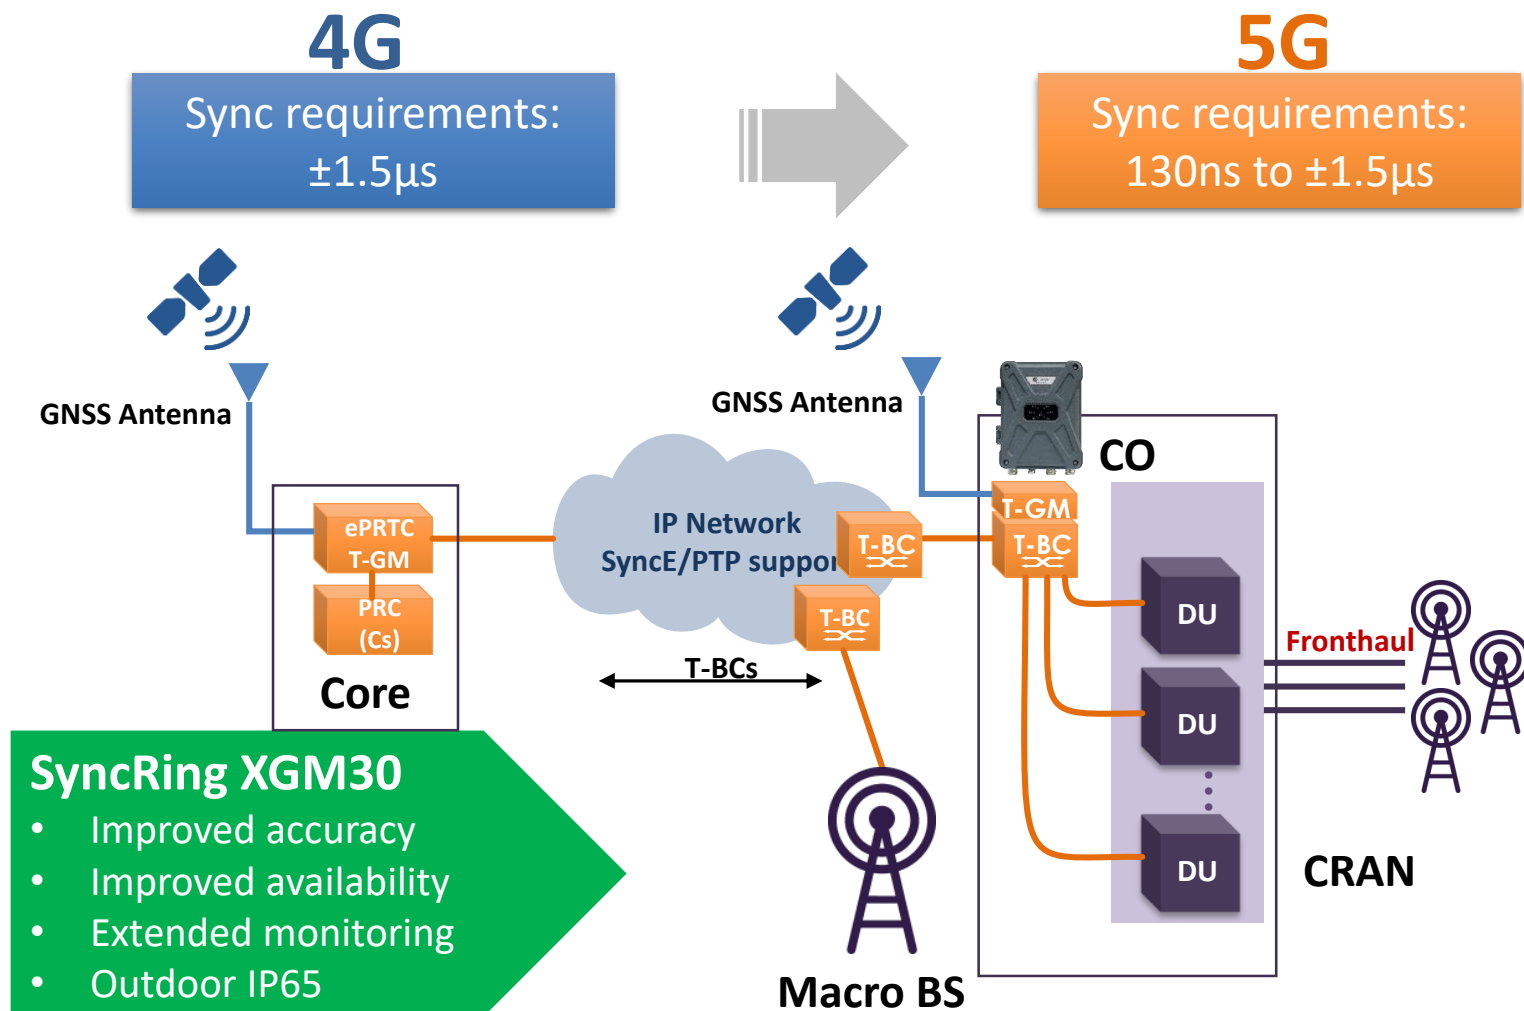 4G
5G
Sync requirements:
±1.5µs
Sync requirements:
130ns to ±1.5µs
GNSS Antenna
GNSS Antenna
CO
ePRTC
T-GM
PRC
(Cs)
Core
IP Network
SyncE/PTP suppor
T-BC
T-BC
T-BCs
T-GM
T-BC
DU
DU
DU
Fronthaul
CRAN
Macro BS
SyncRing XGM30
• Improved accuracy
• Improved availability
• Extended monitoring
• Outdoor IP65